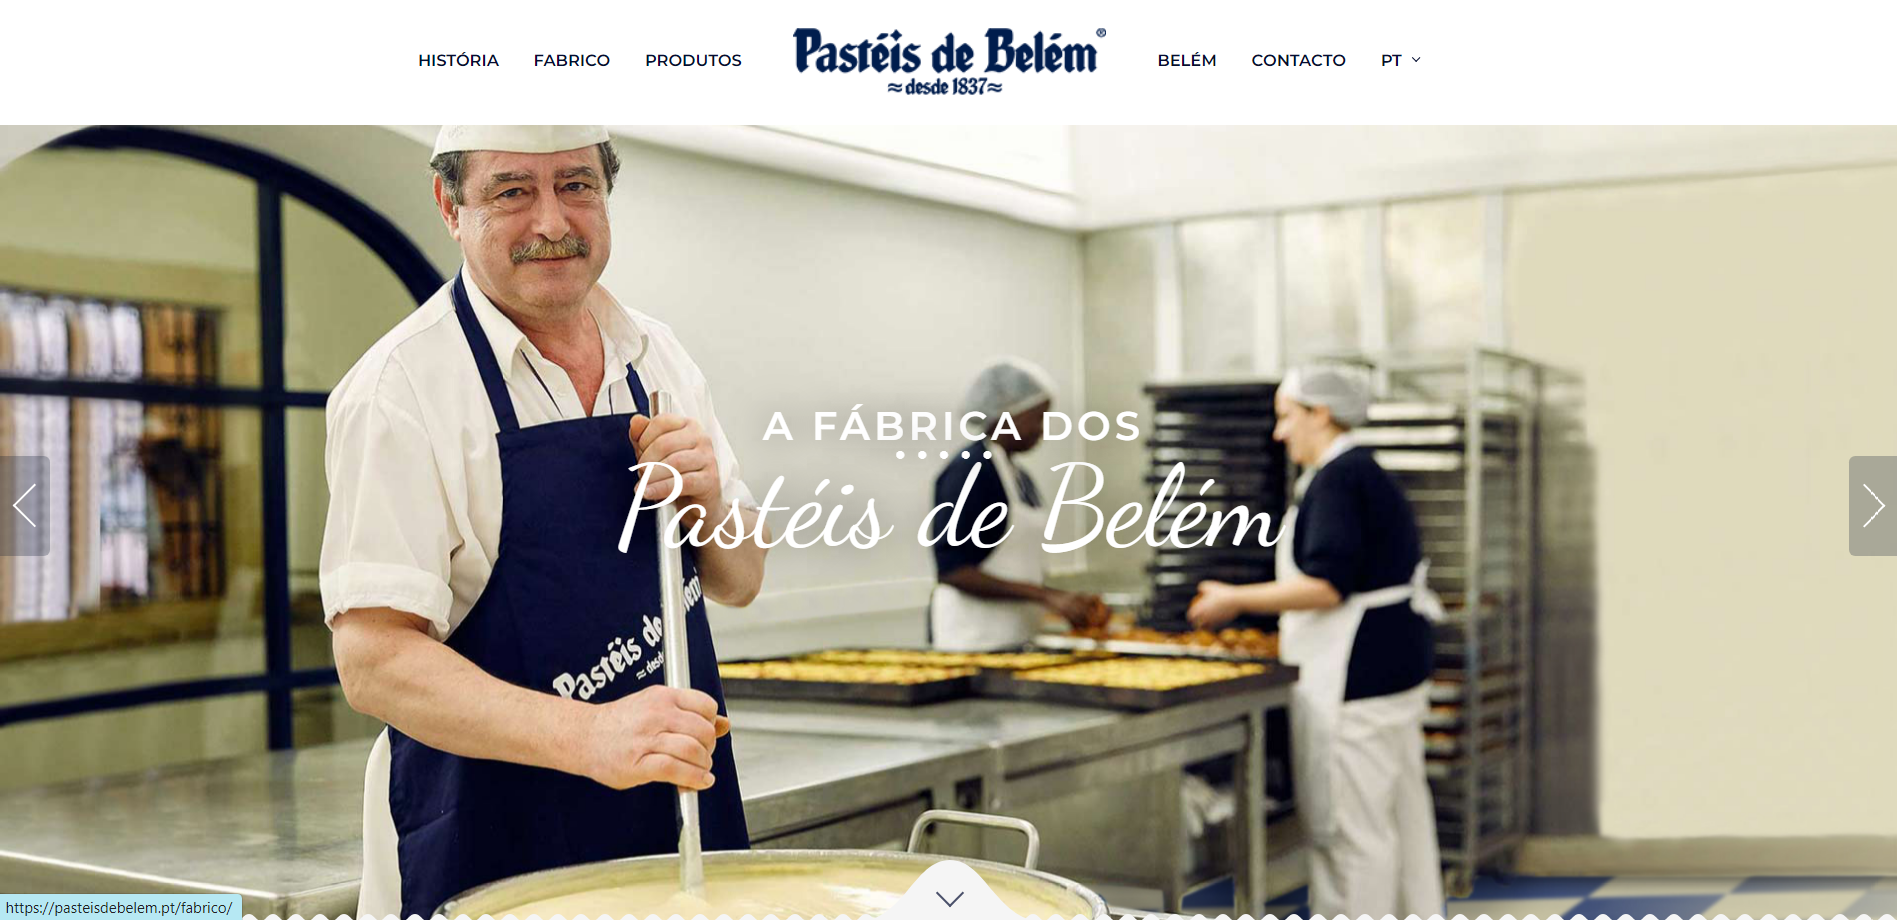 HISTÓRIA FABRICO PRODUTOS Pastéis de Belém® BELÉM CONTACTO PT
≈desde 1837≈
A FÁBRICA DOS
Pastéis de Belém
Pastéis de
≈desd
https://pasteisdebelem.pt/fabrico/